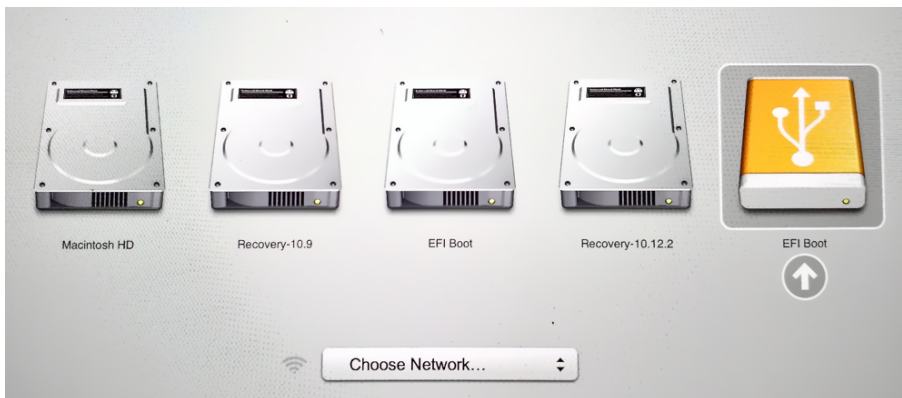 Macintosh HD
Recovery-10.9
EFI Boot
Recovery-10.12.2
EFI Boot
Choose Network...